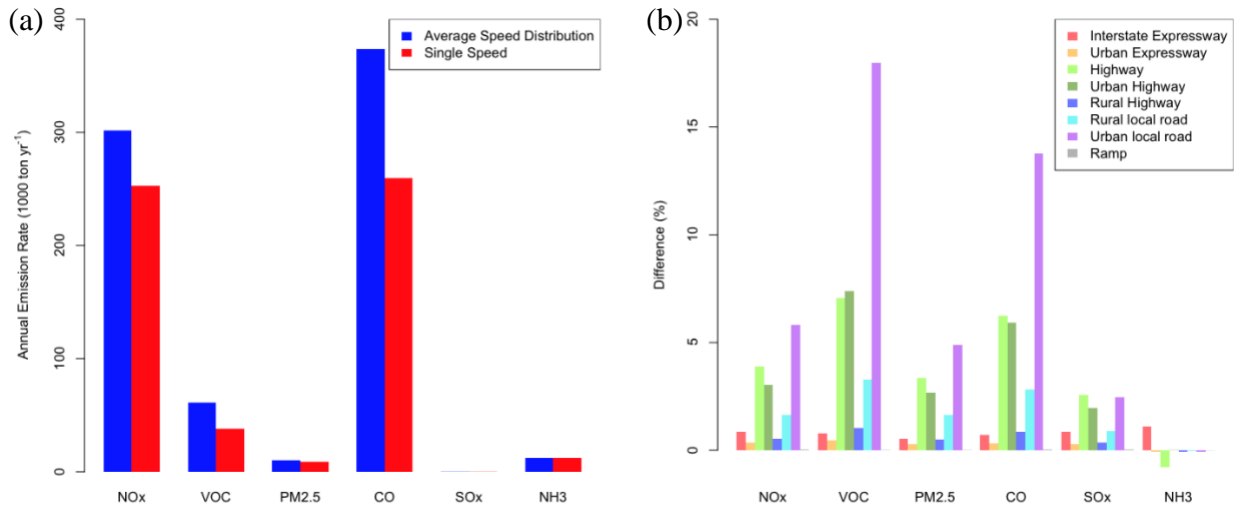 (a)
Average Speed Distribution
Single Speed
Annual Emission Rate (1000 ton yr⁻¹)
400
300
200
100
0
NOx VOC PM2.5 CO SOx NH3
(b)
Interstate Expressway
Urban Expressway
Highway
Urban Highway
Rural Highway
Rural local road
Urban local road
Ramp
Difference (%)
20
15
10
5
0
NOx VOC PM2.5 CO SOx NH3